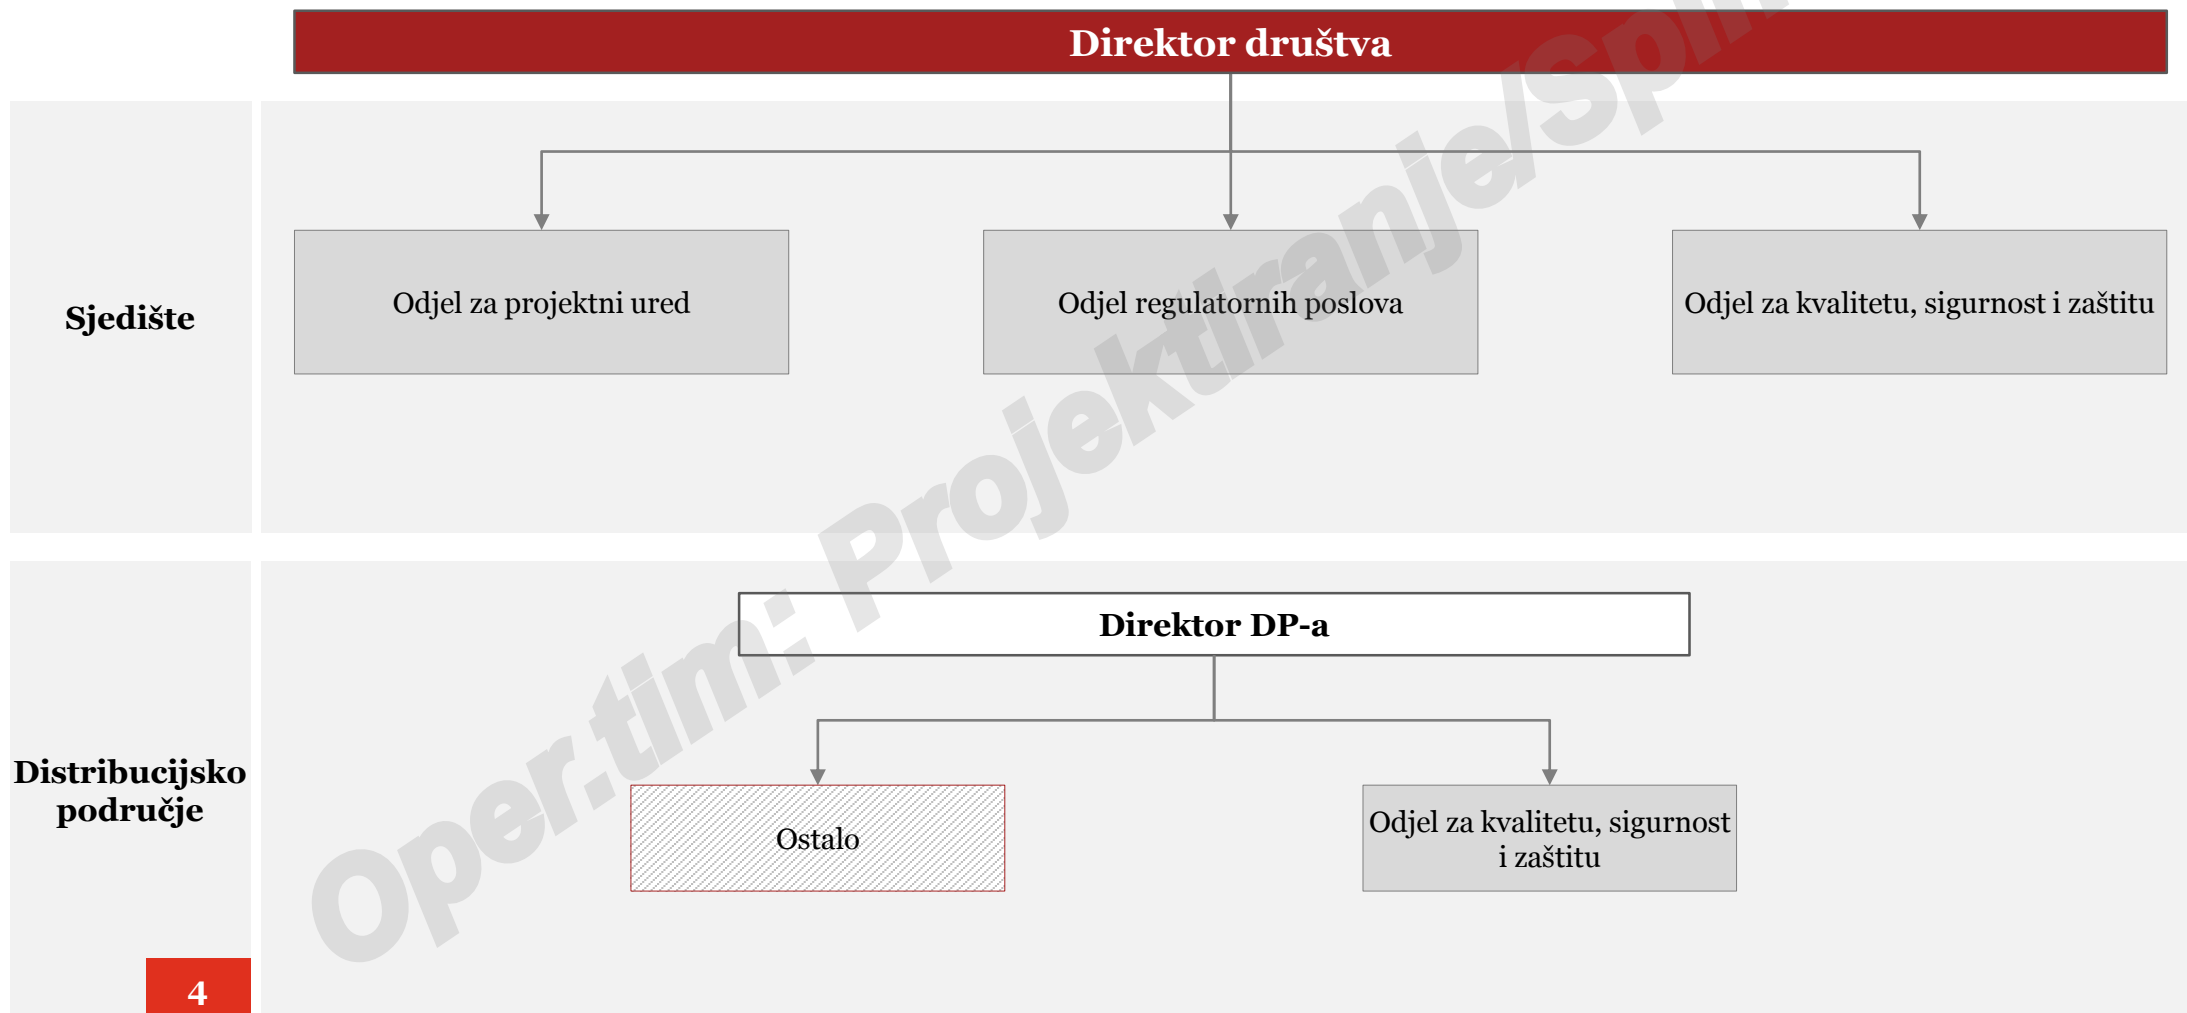 Direktor društva
Sjedište
Odjel za projektni ured
Odjel regulatornih poslova
Odjel za kvalitetu, sigurnost i zaštitu
Distribucijsko
područje
Direktor DP-a
Ostalo
Odjel za kvalitetu, sigurnost
i zaštitu
4
Oper.tim: Projektiranje/